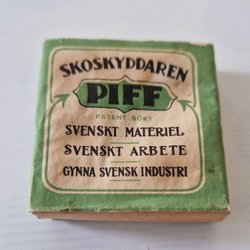 SKOSKYDDAREN
PIFF
PATENT SÖKT
SVENSKT MATERIEL
SVENSKT ARBETE
GYNNA SVENSK INDUSTRI